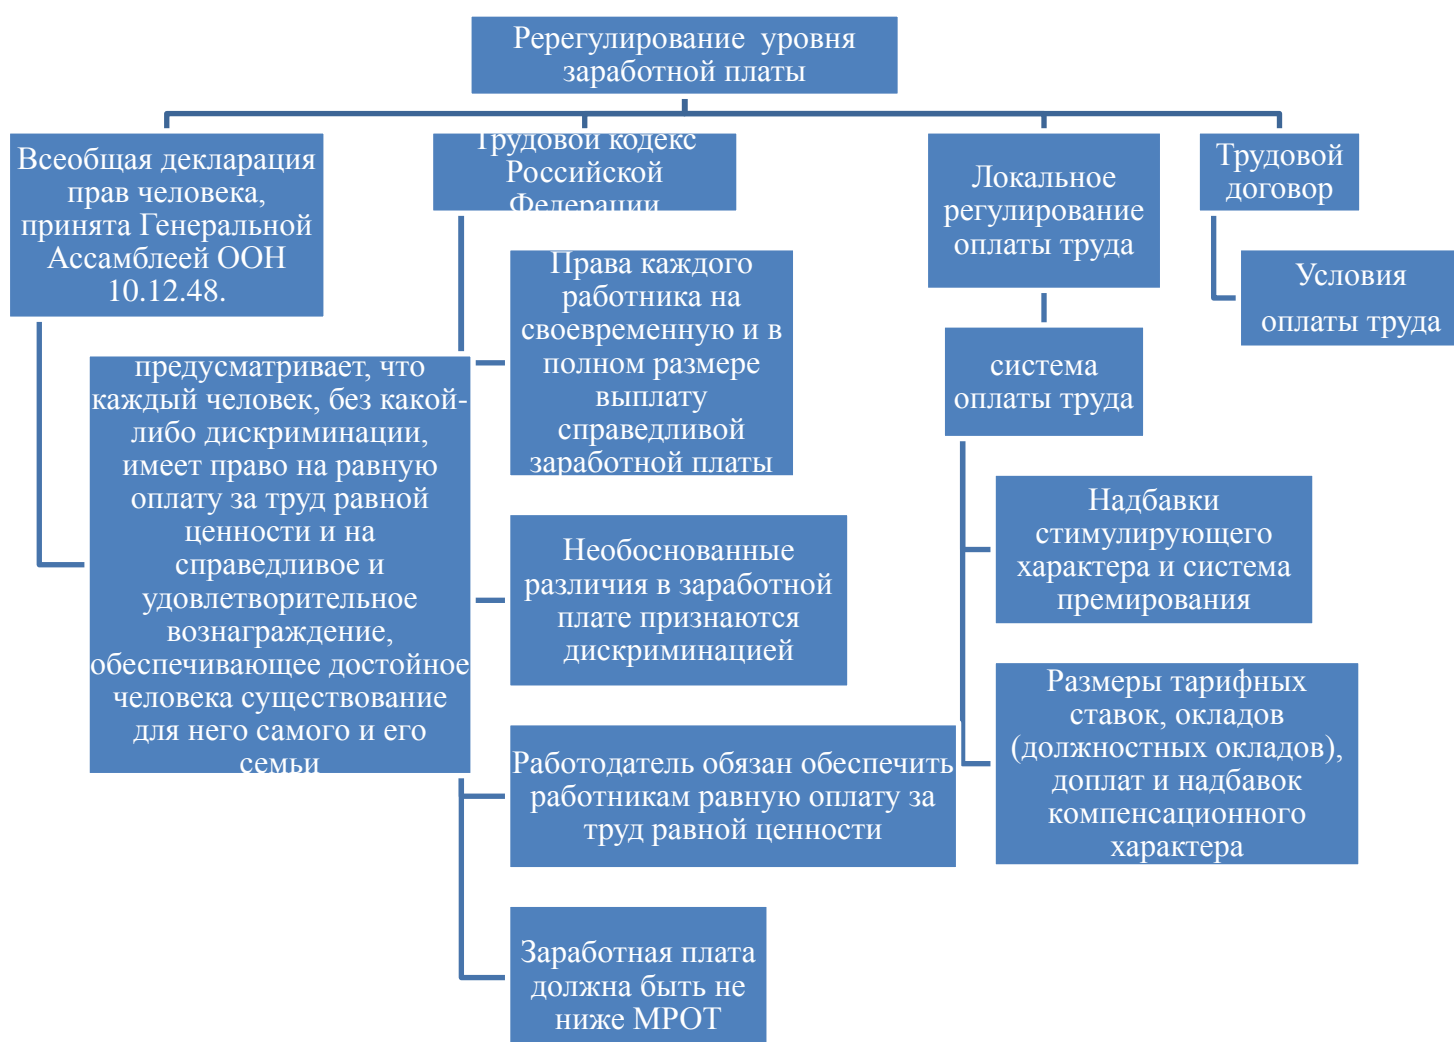 Ререгулирование уровня
заработной платы
Всеобщая декларация
прав человека,
принята Генеральной
Ассамблеей ООН
10.12.48.
предусматривает, что
каждый человек, без какой-
либо дискриминации,
имеет право на равную
оплату за труд равной
ценности и на
справедливое и
удовлетворительное
вознаграждение,
обеспечивающее достойное
человека существование
для него самого и его
семьи
Трудовой кодекс
Российской
Федерации
Права каждого
работника на
своевременную и в
полном размере
выплату
справедливой
заработной платы
Необоснованные
различия в заработной
плате признаются
дискриминацией
Работодатель обязан обеспечить
работникам равную оплату за
труд равной ценности
Заработная плата
должна быть не
ниже МРОТ
Локальное
регулирование
оплаты труда
система
оплаты труда
Надбавки
стимулирующего
характера и система
премирования
Размеры тарифных
ставок, окладов
(должностных окладов),
доплат и надбавок
компенсационного
характера
Трудовой
договор
Условия
оплаты труда